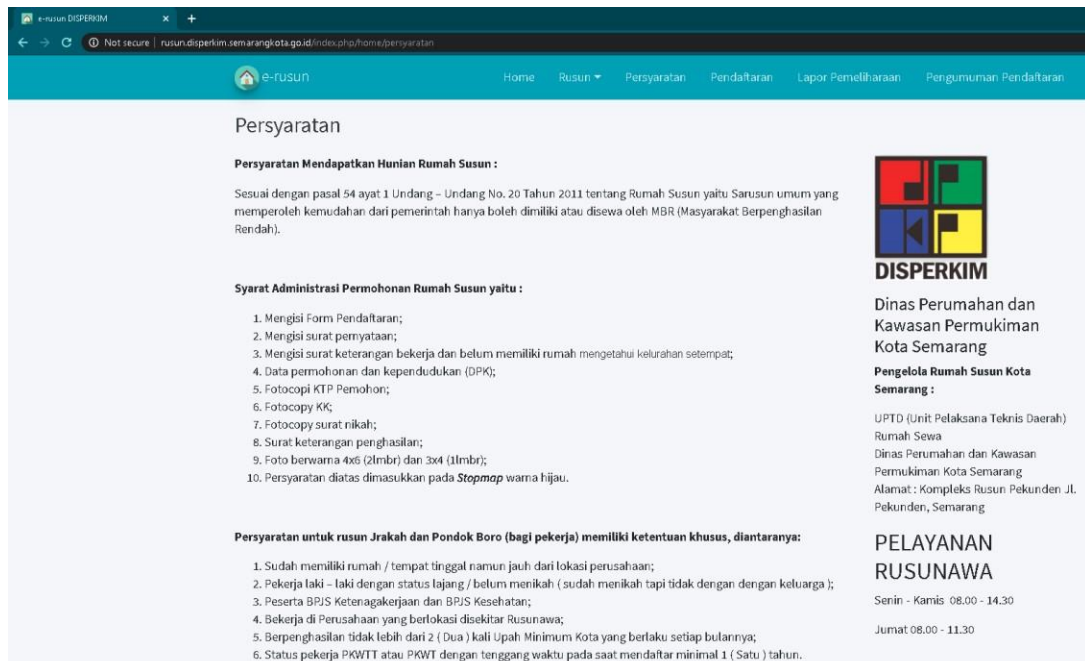 e-rusun DISPERKIM
Not secure | rusun.disperkim.semarangkota.go.id/index.php/home/persyaratan
e-rusun Home Rusun Persyaratan Pendaftaran Lapor Pemeliharaan Pengumuman Pendaftaran
Persyaratan
Persyaratan Mendapatkan Hunian Rumah Susun :
Sesuai dengan pasal 54 ayat 1 Undang – Undang No. 20 Tahun 2011 tentang Rumah Susun yaitu Sarusun umum yang
memperoleh kemudahan dari pemerintah hanya boleh dimiliki atau disewa oleh MBR (Masyarakat Berpenghasilan
Rendah).
Syarat Administrasi Permohonan Rumah Susun yaitu :
1. Mengisi Form Pendaftaran;
2. Mengisi surat pernyataan;
3. Mengisi surat keterangan bekerja dan belum memiliki rumah mengetahui kelurahan setempat;
4. Data permohonan dan kependudukan (DPK);
5. Fotocopi KTP Pemohon;
6. Fotocopy KK;
7. Fotocopy surat nikah;
8. Surat keterangan penghasilan;
9. Foto berwarna 4x6 (2lmbr) dan 3x4 (1lmbr);
10. Persyaratan diatas dimasukkan pada Stopmap warna hijau.
Persyaratan untuk rusun Jrakah dan Pondok Boro (bagi pekerja) memiliki ketentuan khusus, diantaranya:
1. Sudah memiliki rumah / tempat tinggal namun jauh dari lokasi perusahaan;
2. Pekerja laki – laki dengan status lajang / belum menikah ( sudah menikah tapi tidak dengan dengan keluarga );
3. Peserta BPJS Ketenagakerjaan dan BPJS Kesehatan;
4. Bekerja di Perusahaan yang berlokasi disekitar Rusunawa;
5. Berpenghasilan tidak lebih dari 2 ( Dua ) kali Upah Minimum Kota yang berlaku setiap bulannya;
6. Status pekerja PKWTT atau PKWT dengan tenggang waktu pada saat mendaftar minimal 1 ( Satu ) tahun.
DISPERKIM
Dinas Perumahan dan
Kawasan Permukiman
Kota Semarang
Pengelola Rumah Susun Kota
Semarang :
UPTD (Unit Pelaksana Teknis Daerah)
Rumah Sewa
Dinas Perumahan dan Kawasan
Permukiman Kota Semarang
Alamat : Kompleks Rusun Pekunden Jl.
Pekunden, Semarang
PELAYANAN
RUSUNAWA
Senin - Kamis 08.00 - 14.30
Jumat 08.00 - 11.30